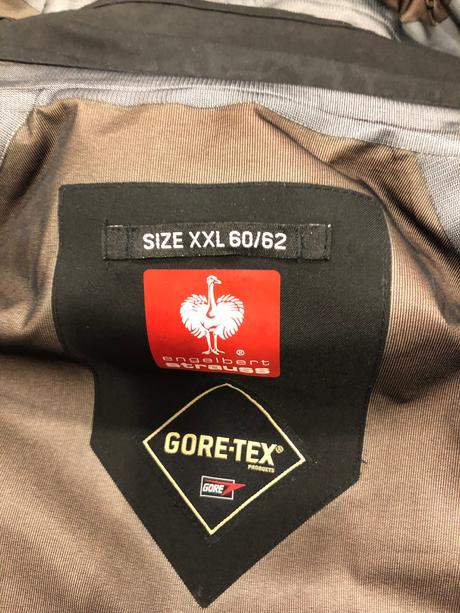 SIZE XXL 60/62
®
engelbert
strauss
GORE-TEX®
PRODUCTS
GORE